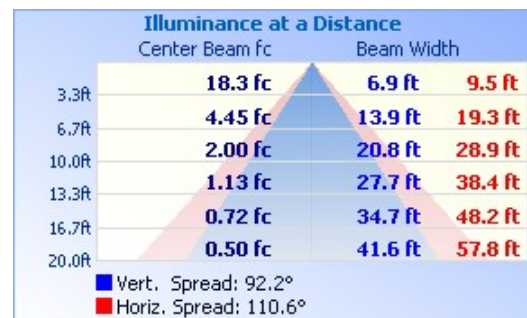 Illuminance at a Distance
Center Beam fc Beam Width
3.3ft 18.3 fc 6.9 ft 9.5 ft
6.7ft 4.45 fc 13.9 ft 19.3 ft
10.0ft 2.00 fc 20.8 ft 28.9 ft
13.3ft 1.13 fc 27.7 ft 38.4 ft
16.7ft 0.72 fc 34.7 ft 48.2 ft
20.0ft 0.50 fc 41.6 ft 57.8 ft
Vert. Spread: 92.2°
Horiz. Spread: 110.6°